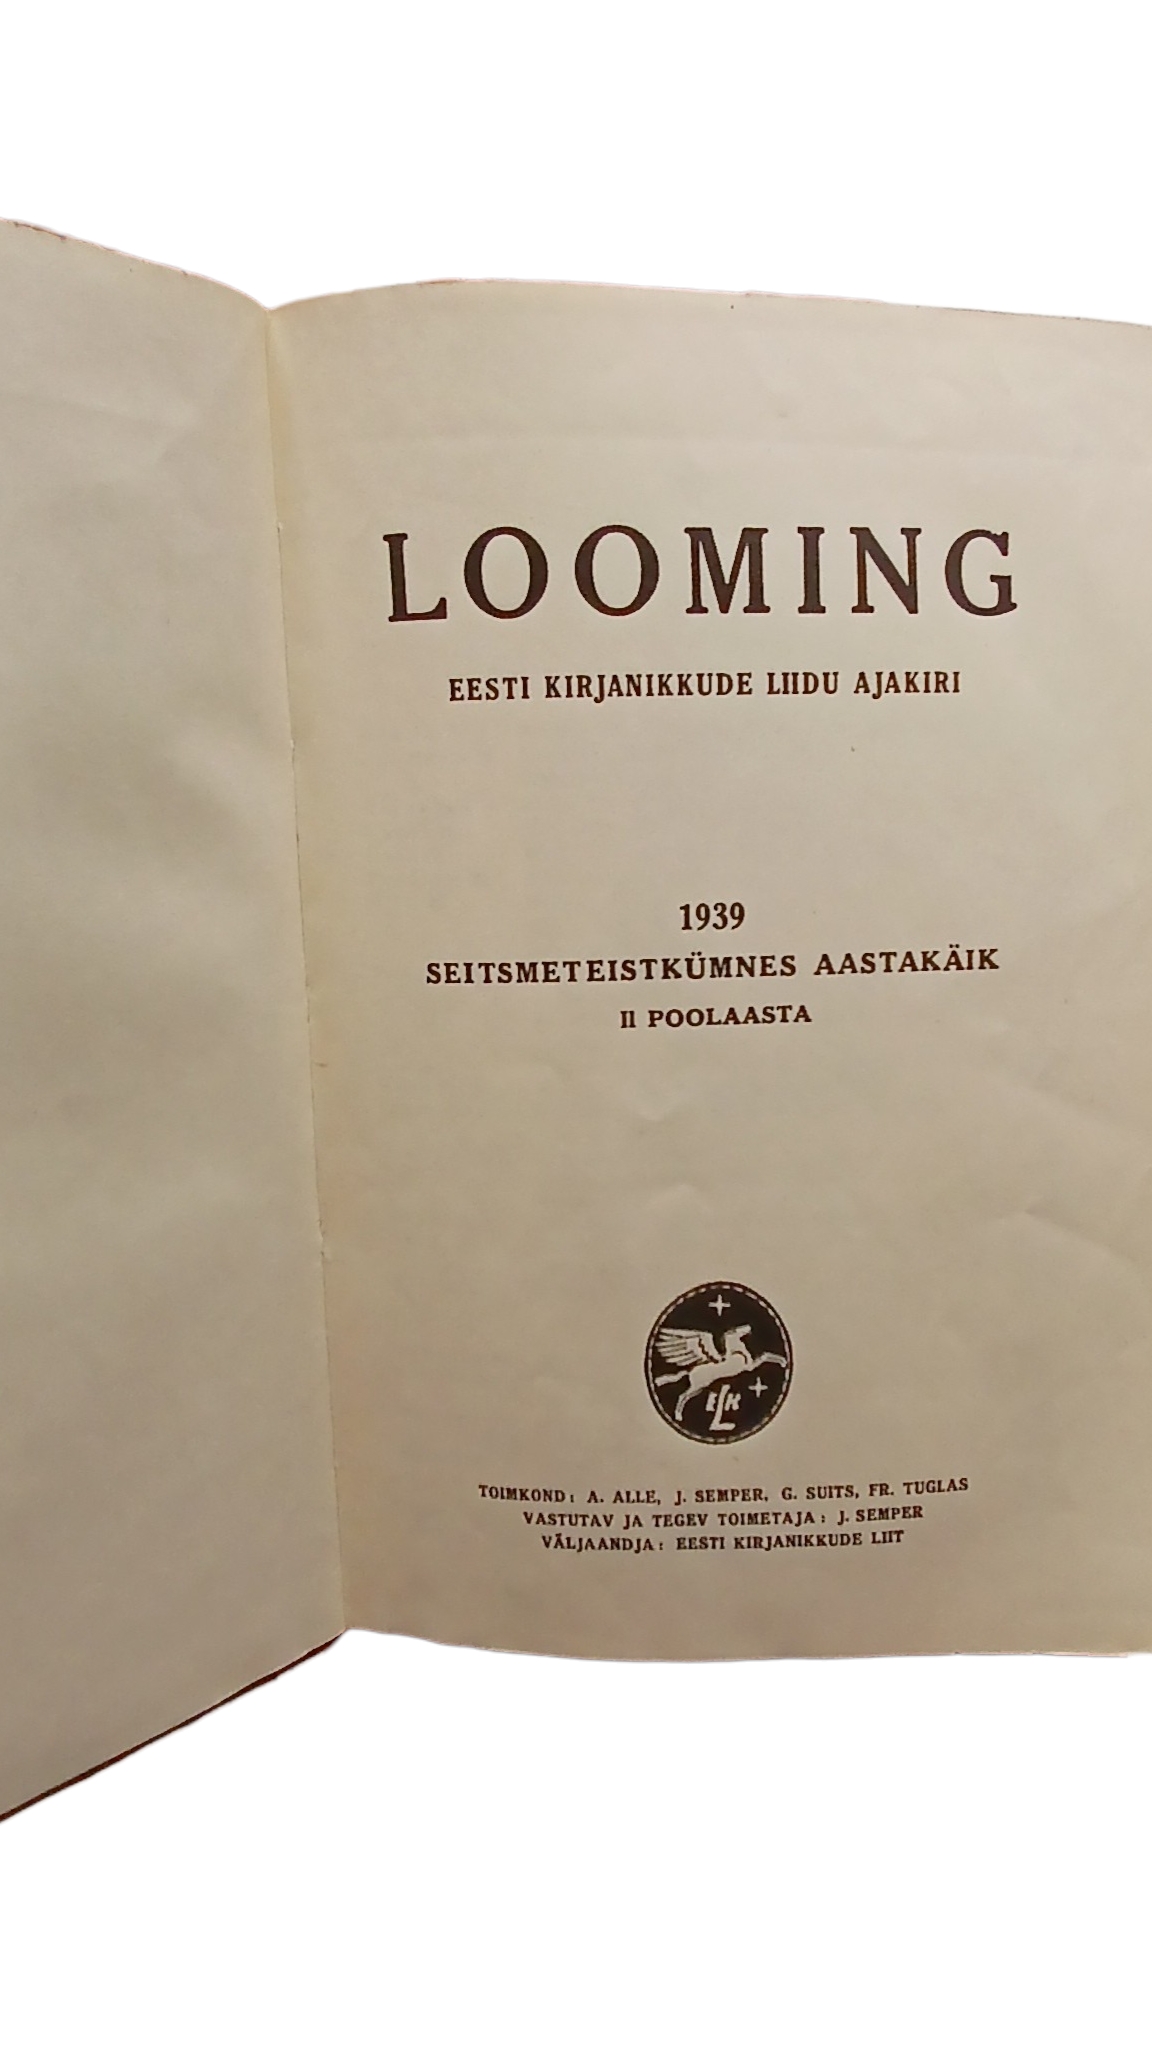 LOOMING
EESTI KIRJANIKKUDE LIIDU AJAKIRI
1939
SEITSMETEISTKÜMNES AASTAKÄIK
II POOLAASTA
ELK
TOIMKOND: A. ALLE, J. SEMPER, G. SUITS, FR. TUGLAS
VASTUTAV JA TEGEV TOIMETAJA: J. SEMPER
VÄLJAANDJA: EESTI KIRJANIKKUDE LIIT